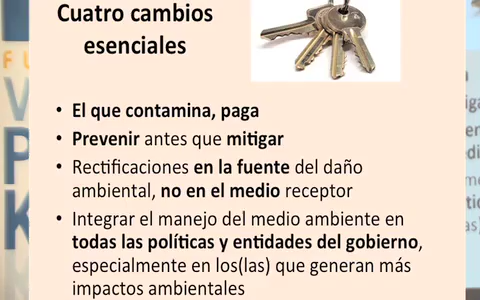 Cuatro cambios
esenciales
• El que contamina, paga
• Prevenir antes que mitigar
• Rectificaciones en la fuente del daño
ambiental, no en el medio receptor
• Integrar el manejo del medio ambiente en
todas las políticas y entidades del gobierno,
especialmente en los(las) que generan más
impactos ambientales